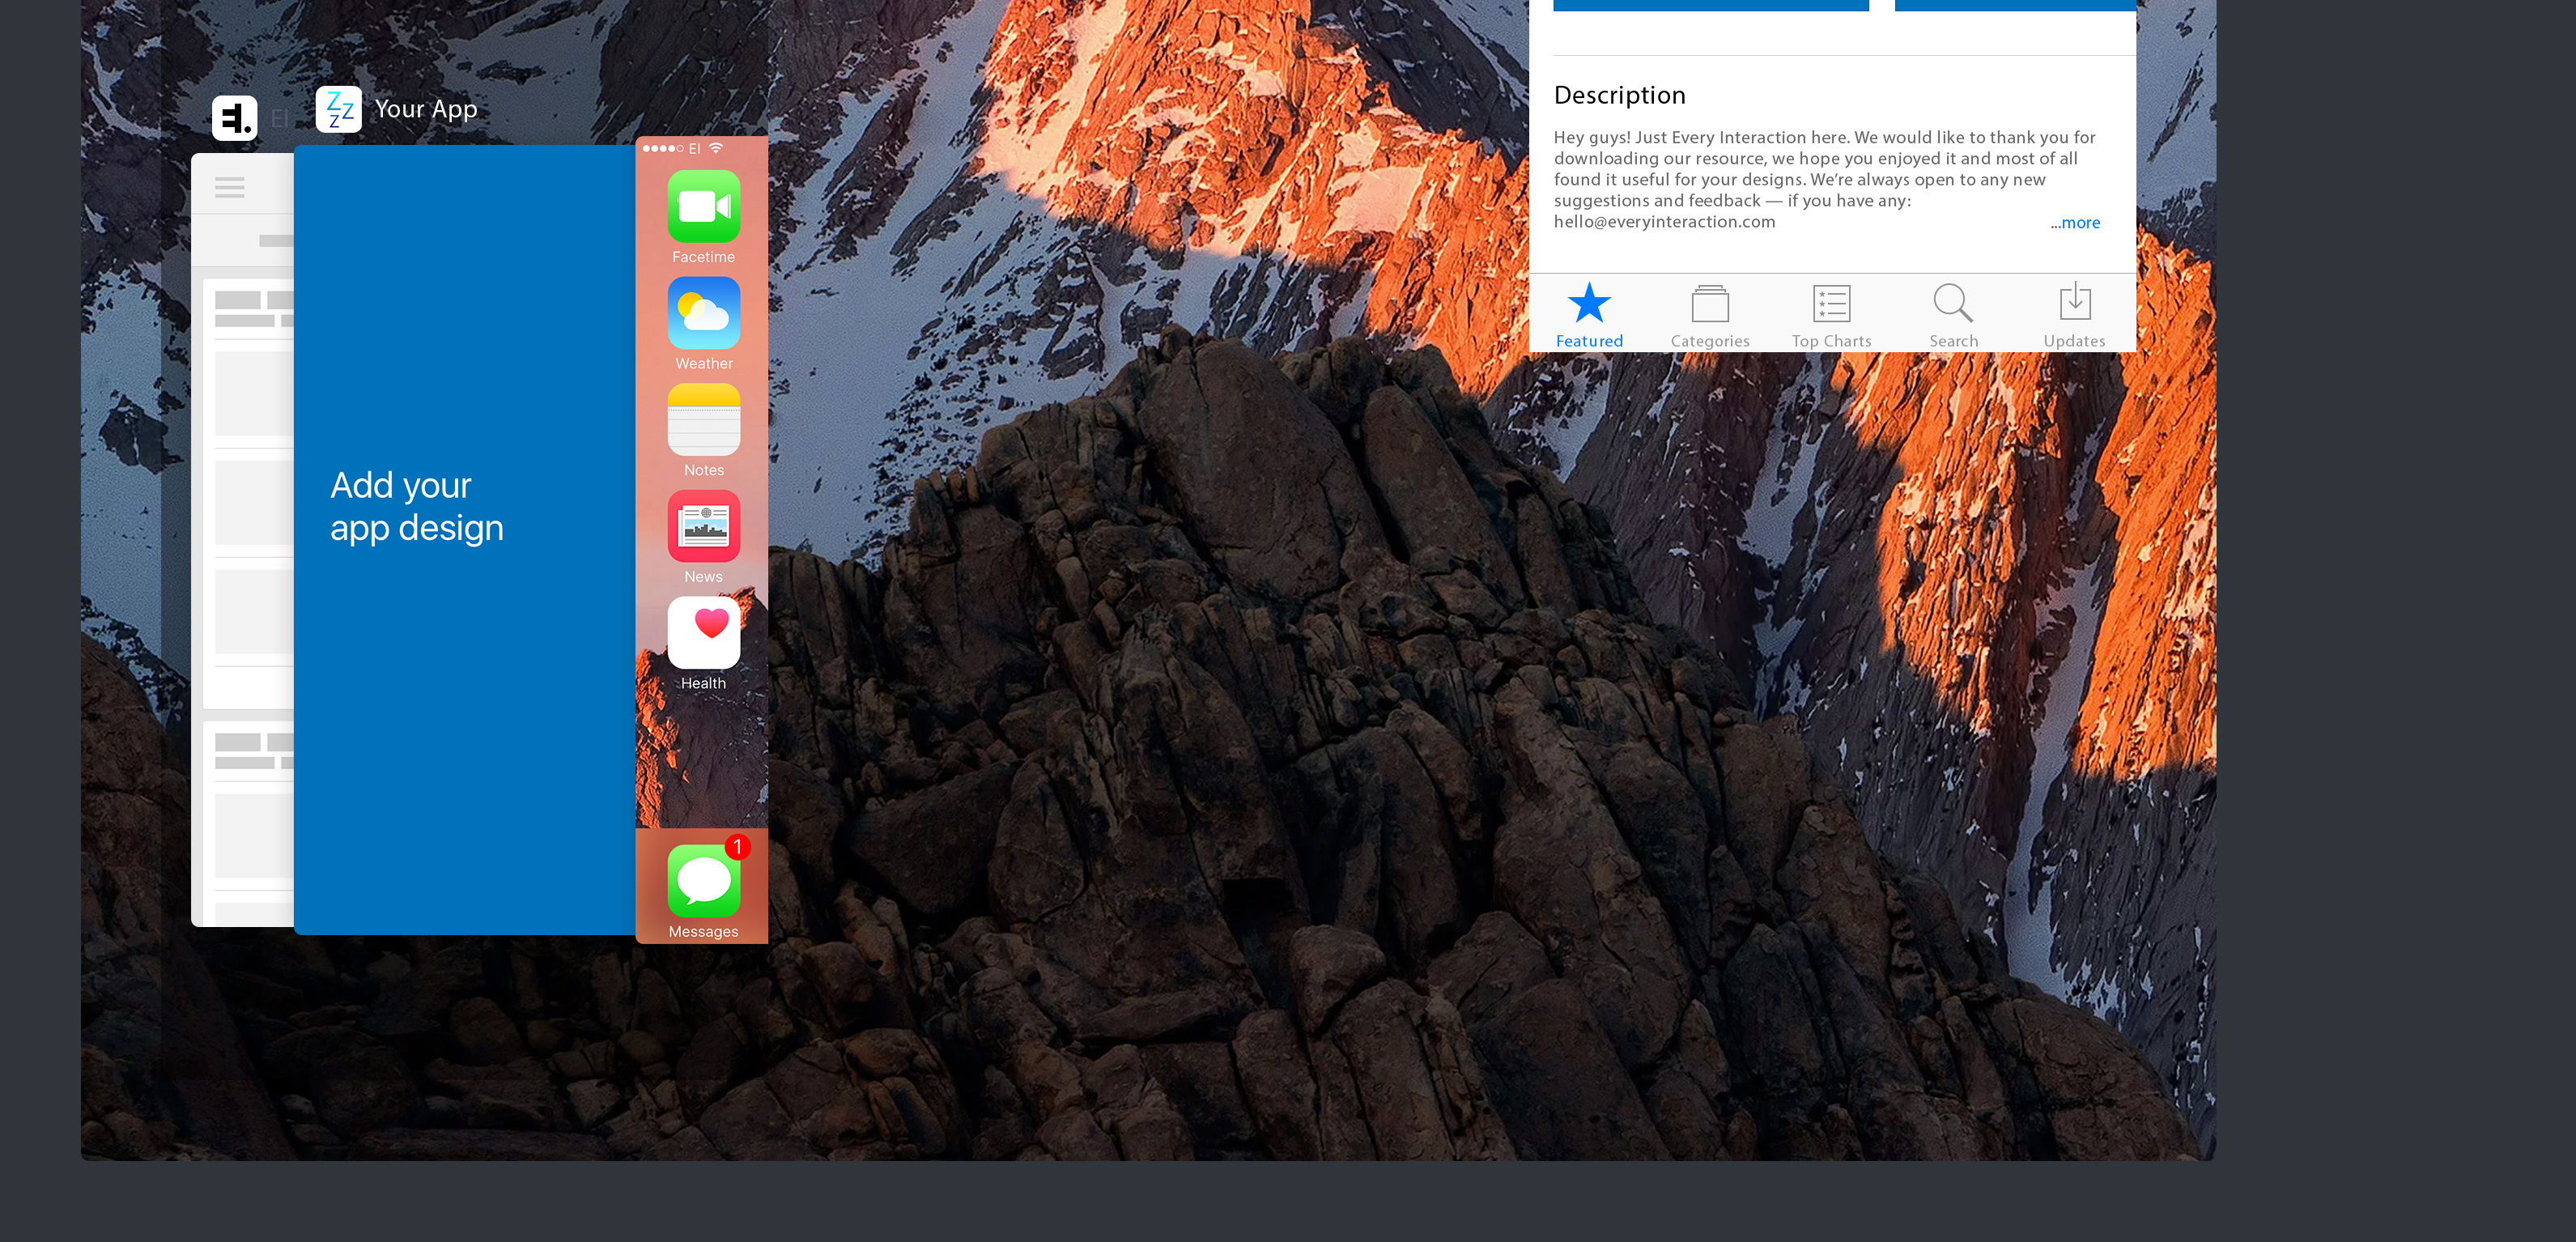 EI
Your App
Add your
app design
EI
Facetime
Weather
Notes
News
Health
1
Messages
Description
Hey guys! Just Every Interaction here. We would like to thank you for
downloading our resource, we hope you enjoyed it and most of all
found it useful for your designs. We’re always open to any new
suggestions and feedback — if you have any:
hello@everyinteraction.com
...more
Featured
Categories
Top Charts
Search
Updates